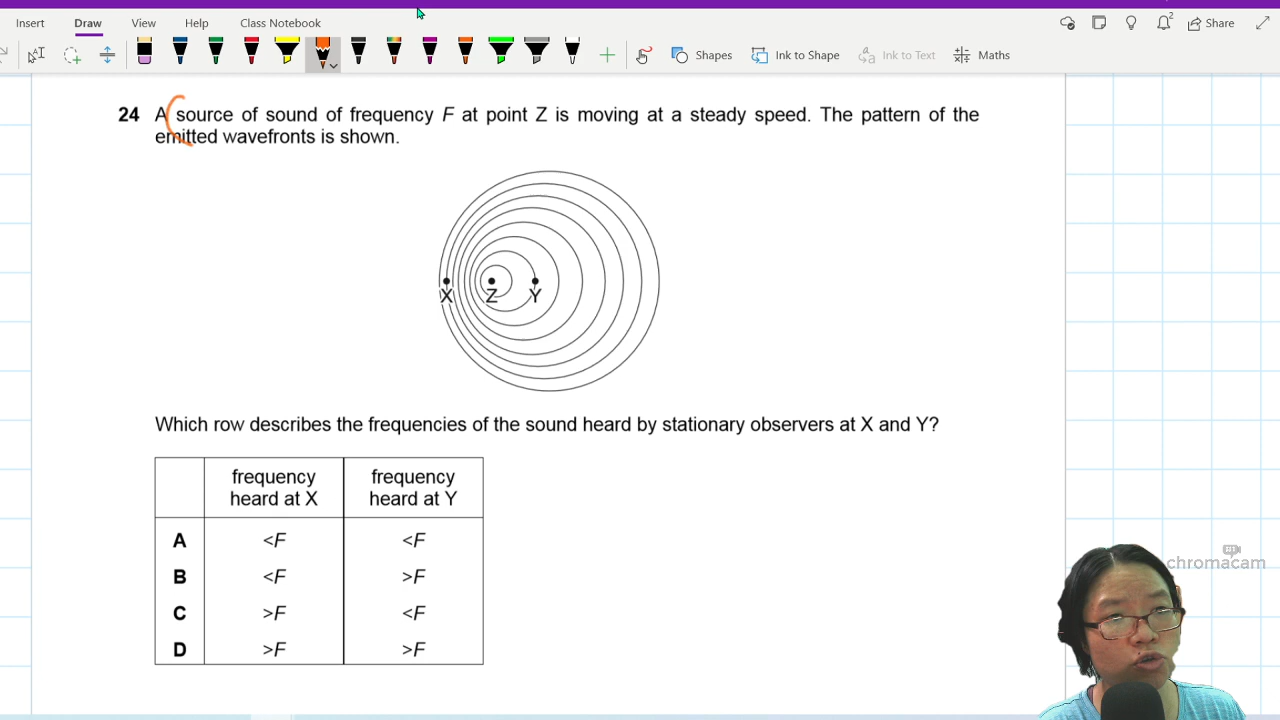 Insert Draw View Help Class Notebook
2 Share
Shapes Ink to Shape Ink to Text Maths
24 A source of sound of frequency F at point Z is moving at a steady speed. The pattern of the
emitted wavefronts is shown.
X Z Y
Which row describes the frequencies of the sound heard by stationary observers at X and Y?
frequency heard at X frequency heard at Y
A <F <F
B <F >F
C >F <F
D >F >F
chromacam